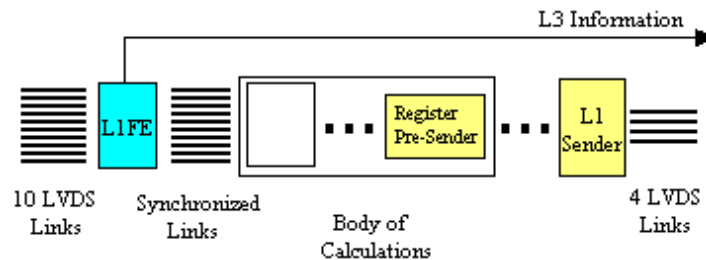 L3 Information
L1FE
Register
Pre-Sender
L1
Sender
10 LVDS
Links
Synchronized
Links
Body of
Calculations
4 LVDS
Links